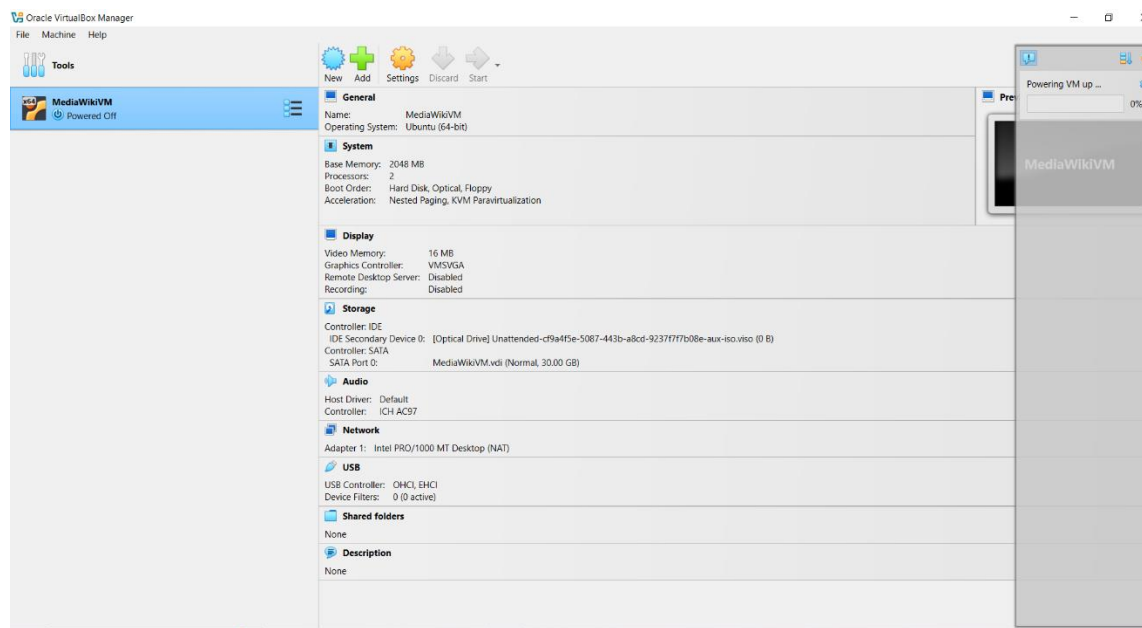 Oracle VirtualBox Manager
File Machine Help
Tools
New Add Settings Discard Start
MediaWikiVM
Powered Off
General
Name: MediaWikiVM
Operating System: Ubuntu (64-bit)
System
Base Memory: 2048 MB
Processors: 2
Boot Order: Hard Disk, Optical, Floppy
Acceleration: Nested Paging, KVM Paravirtualization
Display
Video Memory: 16 MB
Graphics Controller: VMSVGA
Remote Desktop Server: Disabled
Recording: Disabled
Storage
Controller: IDE
IDE Secondary Device 0: [Optical Drive] Unattended-cf9a4f5e-5087-443b-a8cd-9237f7f7b08e-aux-iso.viso (0 B)
Controller: SATA
SATA Port 0: MediaWikiVM.vdi (Normal, 30.00 GB)
Audio
Host Driver: Default
Controller: ICH AC97
Network
Adapter 1: Intel PRO/1000 MT Desktop (NAT)
USB
USB Controller: OHCI, EHCI
Device Filters: 0 (0 active)
Shared folders
None
Description
None
Pre
Powering VM up ...
0%
MediaWikiVM